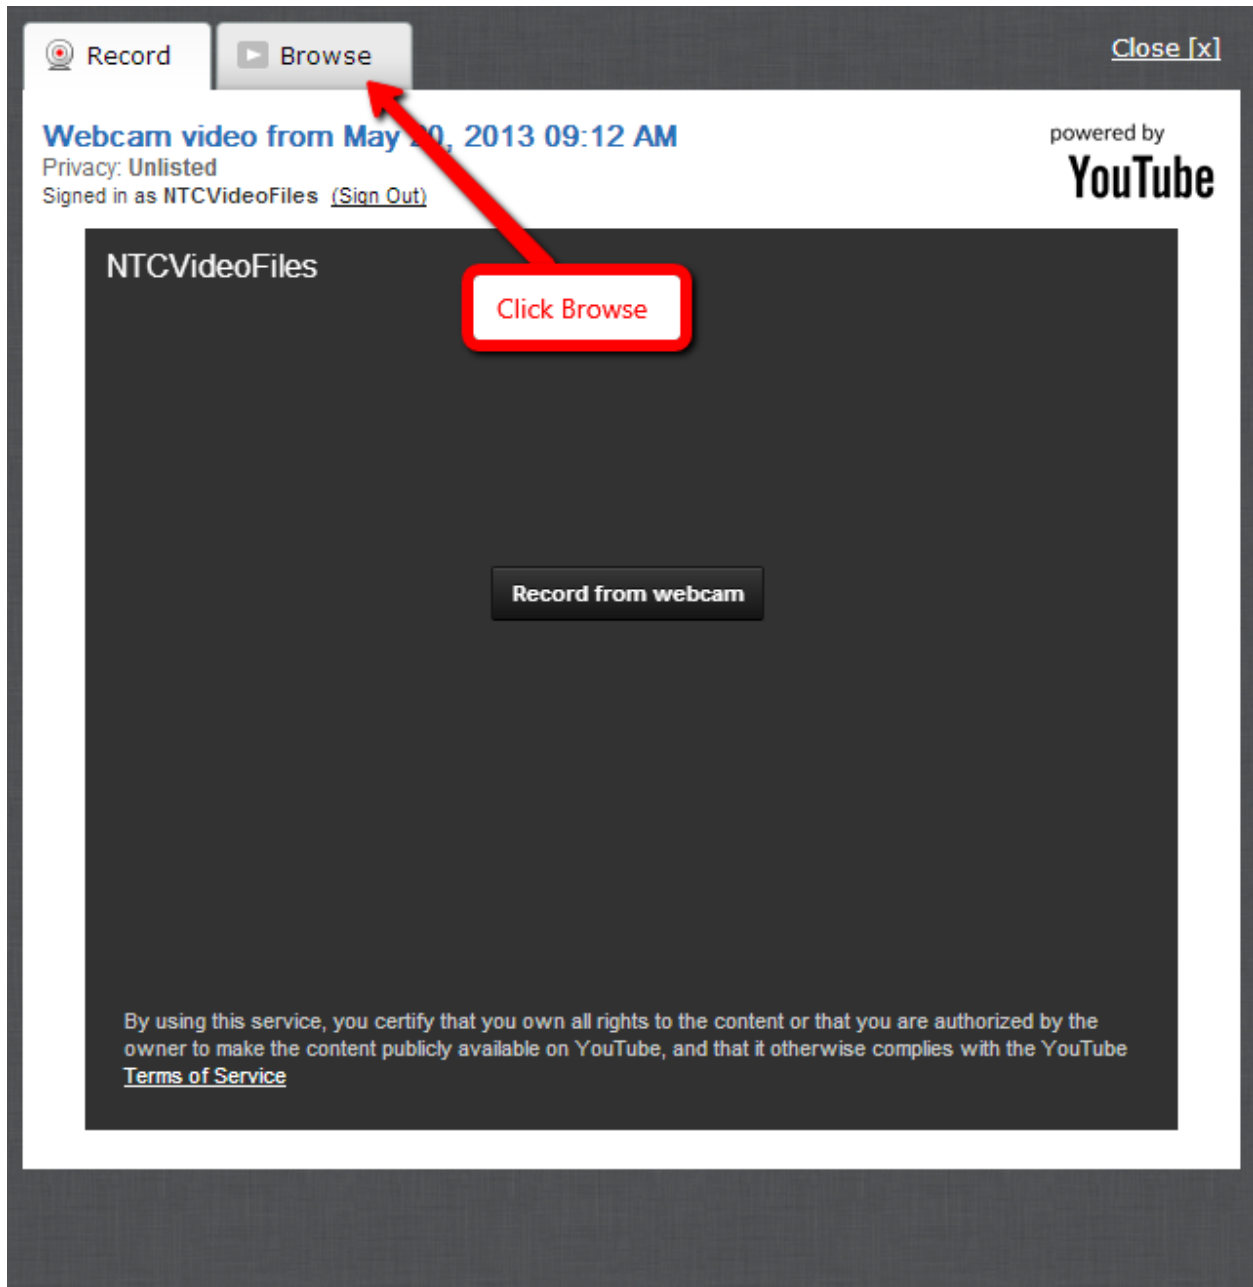 Record
Browse
Close [x]
Webcam video from May 20, 2013 09:12 AM
Privacy: Unlisted
Signed in as NTCVideoFiles (Sign Out)
powered by
YouTube
NTCVideoFiles
Click Browse
Record from webcam
By using this service, you certify that you own all rights to the content or that you are authorized by the
owner to make the content publicly available on YouTube, and that it otherwise complies with the YouTube
Terms of Service